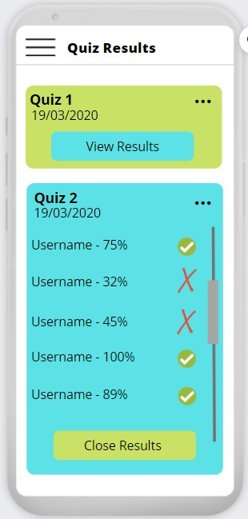 Quiz Results
Quiz 1
19/03/2020
View Results
Quiz 2
19/03/2020
Username - 75%
Username - 32%
Username - 45%
Username - 100%
Username - 89%
Close Results